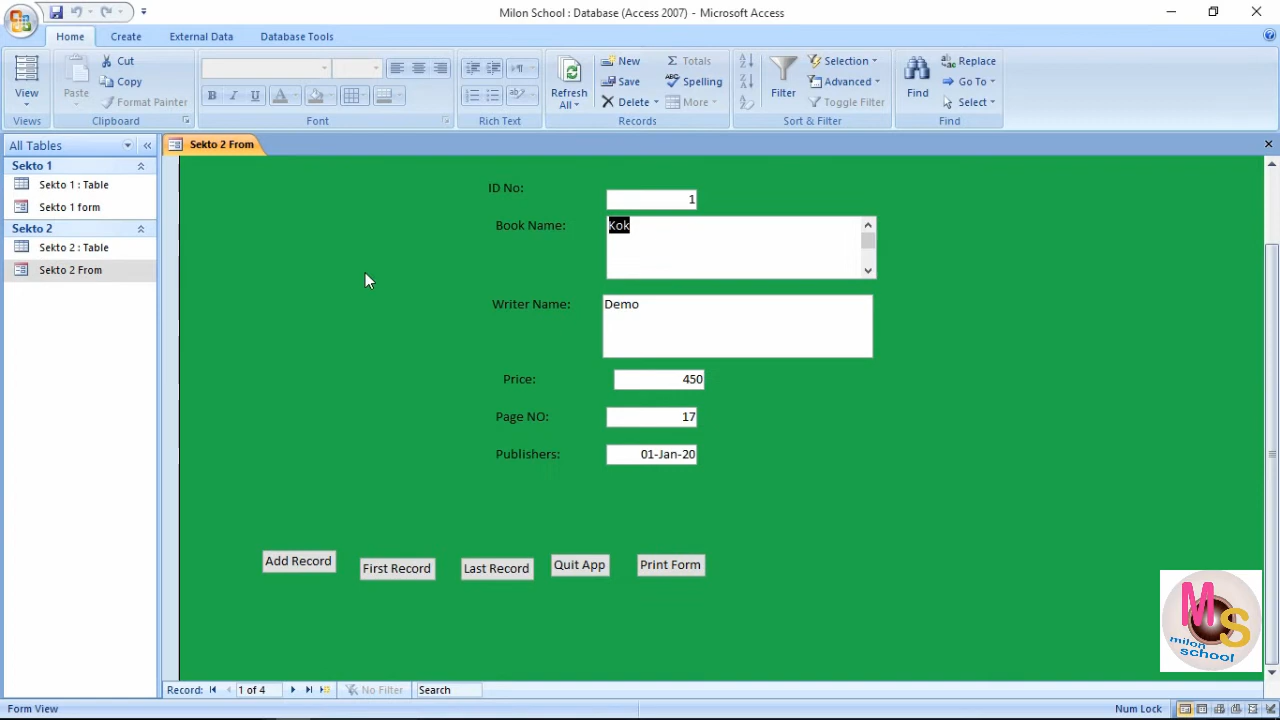 Milon School : Database (Access 2007) - Microsoft Access
Home Create External Data Database Tools
View
Views
Paste
Cut
Copy
Format Painter
Clipboard
B I U A
Font
Rich Text
Refresh All
New
Save
Delete
Totals
Spelling
More
Records
Filter
Selection
Advanced
Toggle Filter
Sort & Filter
Find
Replace
Go To
Select
Find
All Tables
Sekto 1
Sekto 1 : Table
Sekto 1 form
Sekto 2
Sekto 2 : Table
Sekto 2 From
Sekto 2 From
ID No: 1
Book Name: Kok
Writer Name: Demo
Price: 450
Page NO: 17
Publishers: 01-Jan-20
Add Record First Record Last Record Quit App Print Form
MS
milon
school
Record: 1 of 4 No Filter Search
Form View Num Lock